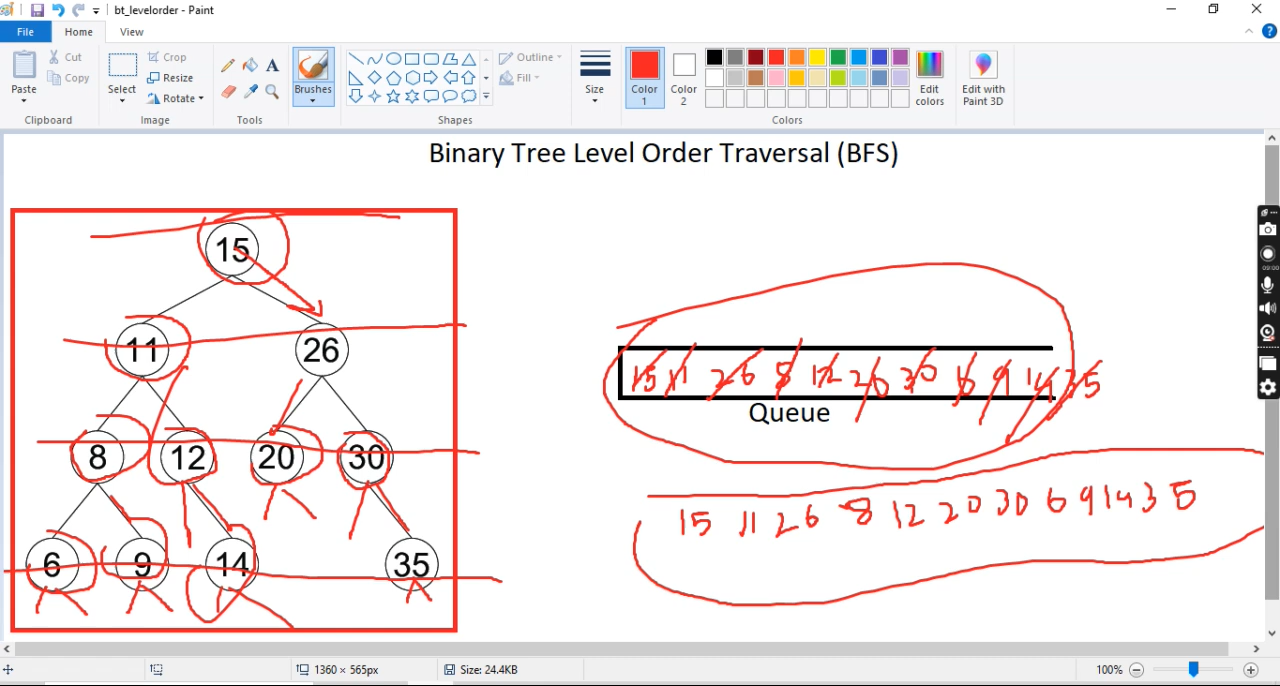 bt_levelorder - Paint
File Home View
Paste
Cut
Copy
Clipboard
Select
Crop
Resize
Rotate
Image
Tools
Brushes
Shapes
Outline
Fill
Size
Color 1
Color 2
Colors
Edit colors
Edit with Paint 3D
Binary Tree Level Order Traversal (BFS)
15
11 26
8 12 20 30
6 9 14 35
15 11 26 8 12 20 30 6 9 14 35
Queue
15 11 26 8 12 20 30 6 9 14 35
1360 × 565px Size: 24.4KB 100%